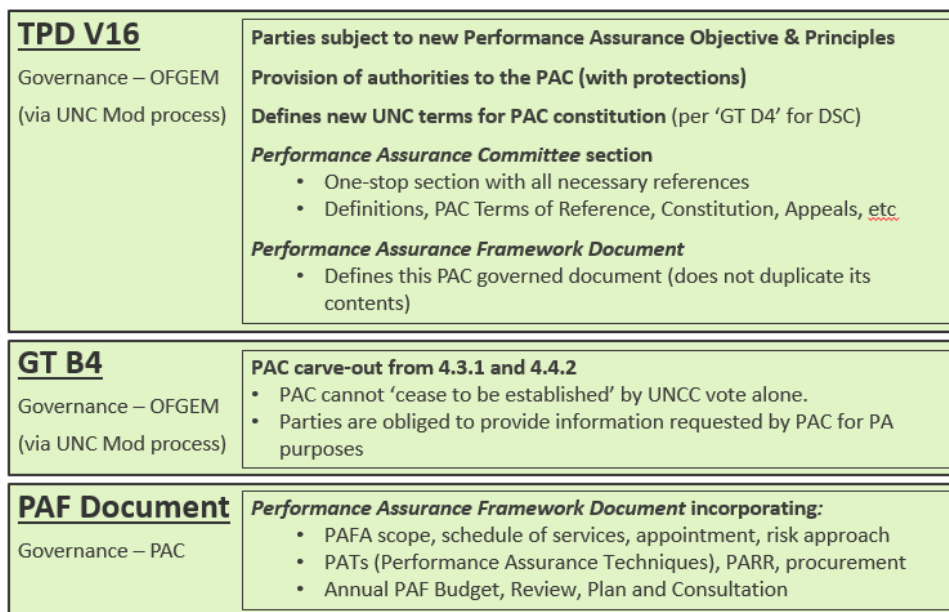 TPD V16
Governance – OFGEM
(via UNC Mod process)
Parties subject to new Performance Assurance Objective & Principles
Provision of authorities to the PAC (with protections)
Defines new UNC terms for PAC constitution (per ‘GT D4’ for DSC)
Performance Assurance Committee section
• One-stop section with all necessary references
• Definitions, PAC Terms of Reference, Constitution, Appeals, etc
Performance Assurance Framework Document
• Defines this PAC governed document (does not duplicate its
contents)
GT B4
Governance – OFGEM
(via UNC Mod process)
PAC carve-out from 4.3.1 and 4.4.2
• PAC cannot ‘cease to be established’ by UNCC vote alone.
• Parties are obliged to provide information requested by PAC for PA
purposes
PAF Document
Governance – PAC
Performance Assurance Framework Document incorporating:
• PAFA scope, schedule of services, appointment, risk approach
• PATs (Performance Assurance Techniques), PARR, procurement
• Annual PAF Budget, Review, Plan and Consultation